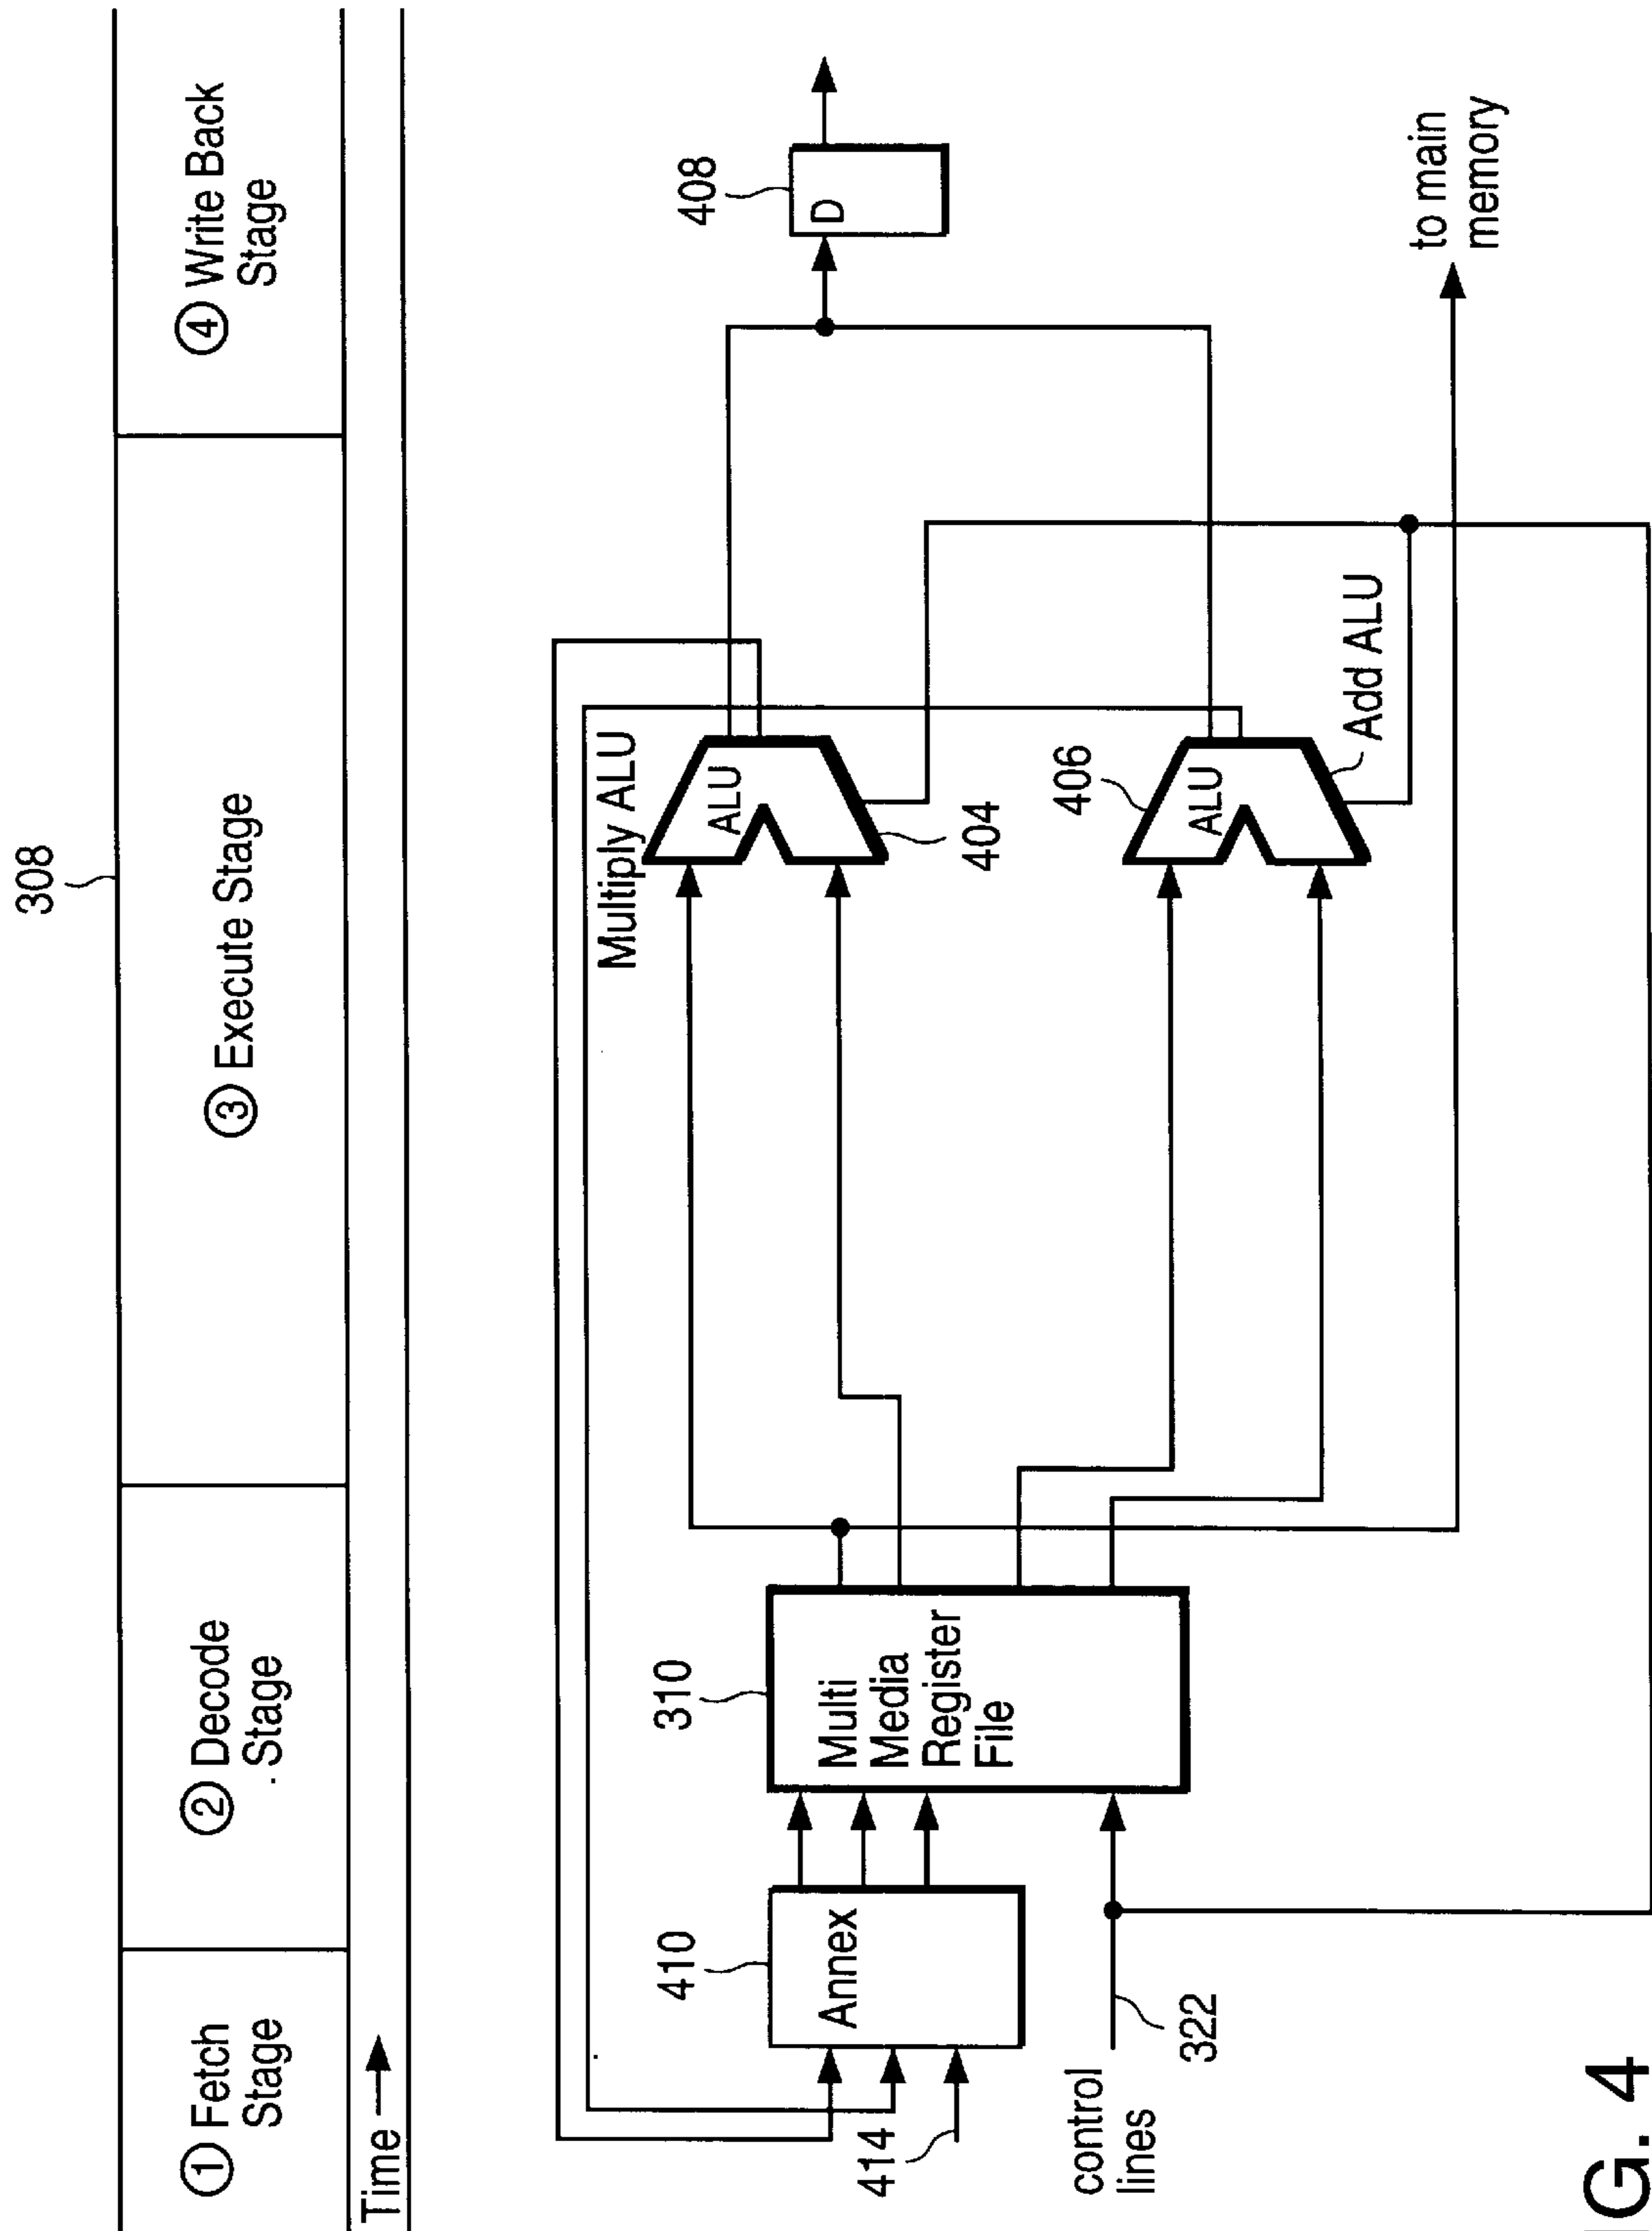 308
① Fetch
Stage
② Decode
Stage
③ Execute Stage
④ Write Back
Stage
Time
Multiply ALU
ALU
404
406
ALU
Add ALU
408
D
to main
memory
310
Multi
Media
Register
File
410
Annex
414
control
lines
322
G. 4